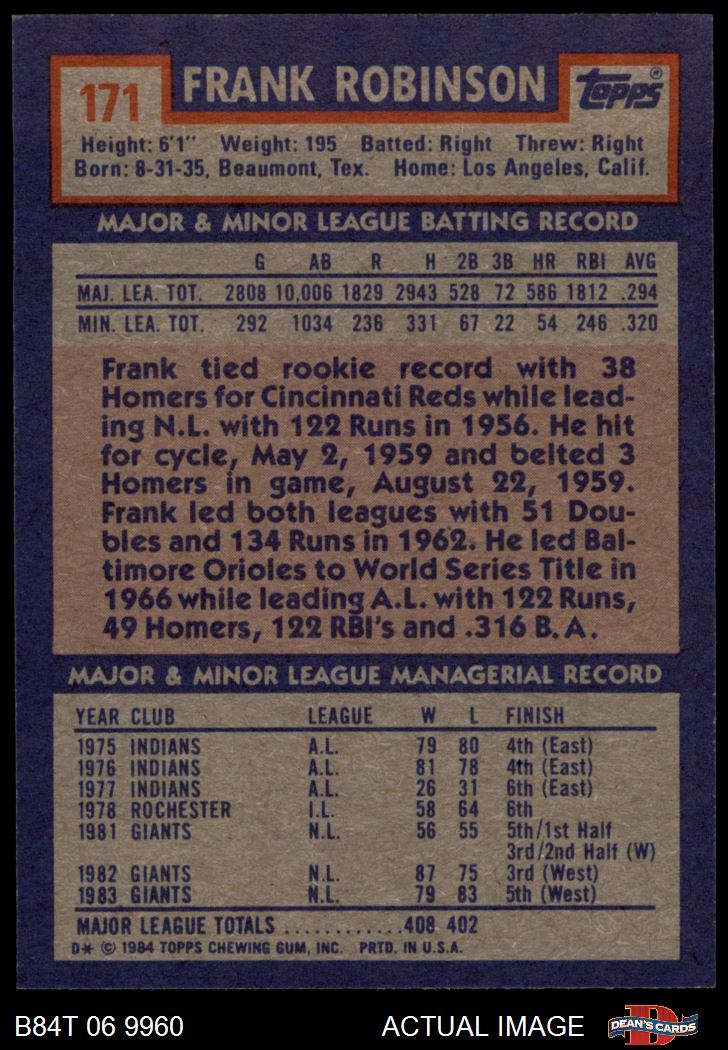 171 FRANK ROBINSON Topps®
Height: 6'1" Weight: 195 Batted: Right Threw: Right
Born: 8-31-35, Beaumont, Tex. Home: Los Angeles, Calif.
MAJOR & MINOR LEAGUE BATTING RECORD
G AB R H 2B 3B HR RBI AVG
MAJ. LEA. TOT. 2808 10,006 1829 2943 528 72 586 1812 .294
MIN. LEA. TOT. 292 1034 236 331 67 22 54 246 .320
Frank tied rookie record with 38
Homers for Cincinnati Reds while lead-
ing N.L. with 122 Runs in 1956. He hit
for cycle, May 2, 1959 and belted 3
Homers in game, August 22, 1959.
Frank led both leagues with 51 Dou-
bles and 134 Runs in 1962. He led Bal-
timore Orioles to World Series Title in
1966 while leading A.L. with 122 Runs,
49 Homers, 122 RBI's and .316 B.A.
MAJOR & MINOR LEAGUE MANAGERIAL RECORD
YEAR CLUB LEAGUE W L FINISH
1975 INDIANS A.L. 79 80 4th (East)
1976 INDIANS A.L. 81 78 4th (East)
1977 INDIANS A.L. 26 31 6th (East)
1978 ROCHESTER I.L. 58 64 6th
1981 GIANTS N.L. 56 55 5th/1st Half
3rd/2nd Half (W)
1982 GIANTS N.L. 87 75 3rd (West)
1983 GIANTS N.L. 79 83 5th (West)
MAJOR LEAGUE TOTALS ............408 402
D* © 1984 TOPPS CHEWING GUM, INC. PRTD. IN U.S.A.
B84T 06 9960 ACTUAL IMAGE D DEAN'S CARDS